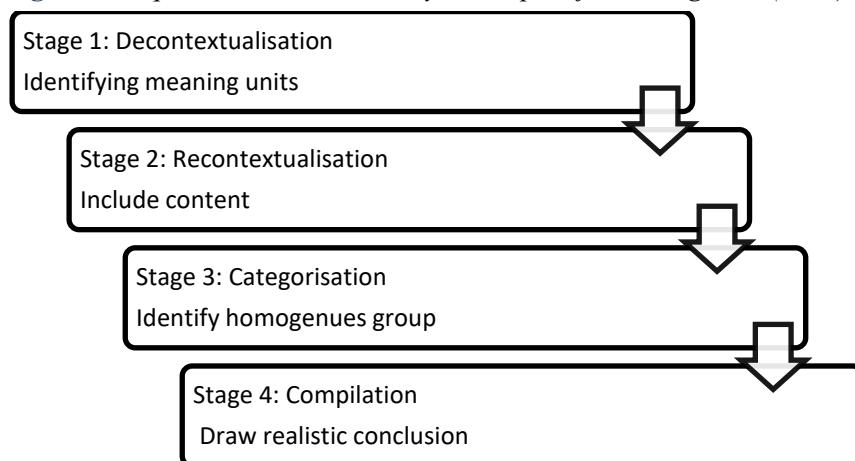 Stage 1: Decontextualisation
Identifying meaning units
Stage 2: Recontextualisation
Include content
Stage 3: Categorisation
Identify homogenues group
Stage 4: Compilation
Draw realistic conclusion